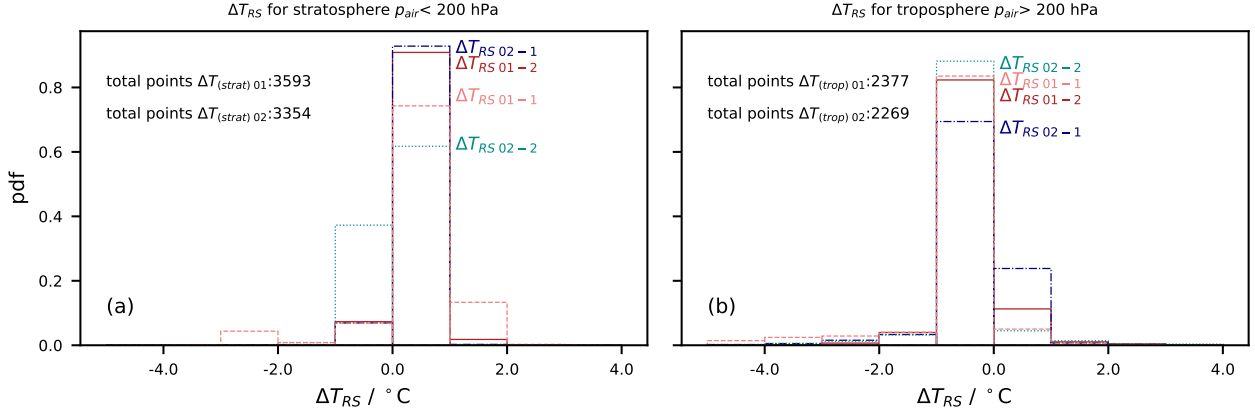 ΔT_RS for stratosphere p_air < 200 hPa
ΔT_RS 02−1
ΔT_RS 01−2
total points ΔT_(strat) 01:3593
ΔT_RS 01−1
total points ΔT_(strat) 02:3354
ΔT_RS 02−2
pdf
0.8
0.6
0.4
0.2
0.0
(a)
-4.0 -2.0 0.0 2.0 4.0
ΔT_RS / °C
ΔT_RS for troposphere p_air > 200 hPa
ΔT_RS 02−2
ΔT_RS 01−1
total points ΔT_(trop) 01:2377
ΔT_RS 01−2
total points ΔT_(trop) 02:2269
ΔT_RS 02−1
(b)
-4.0 -2.0 0.0 2.0 4.0
ΔT_RS / °C